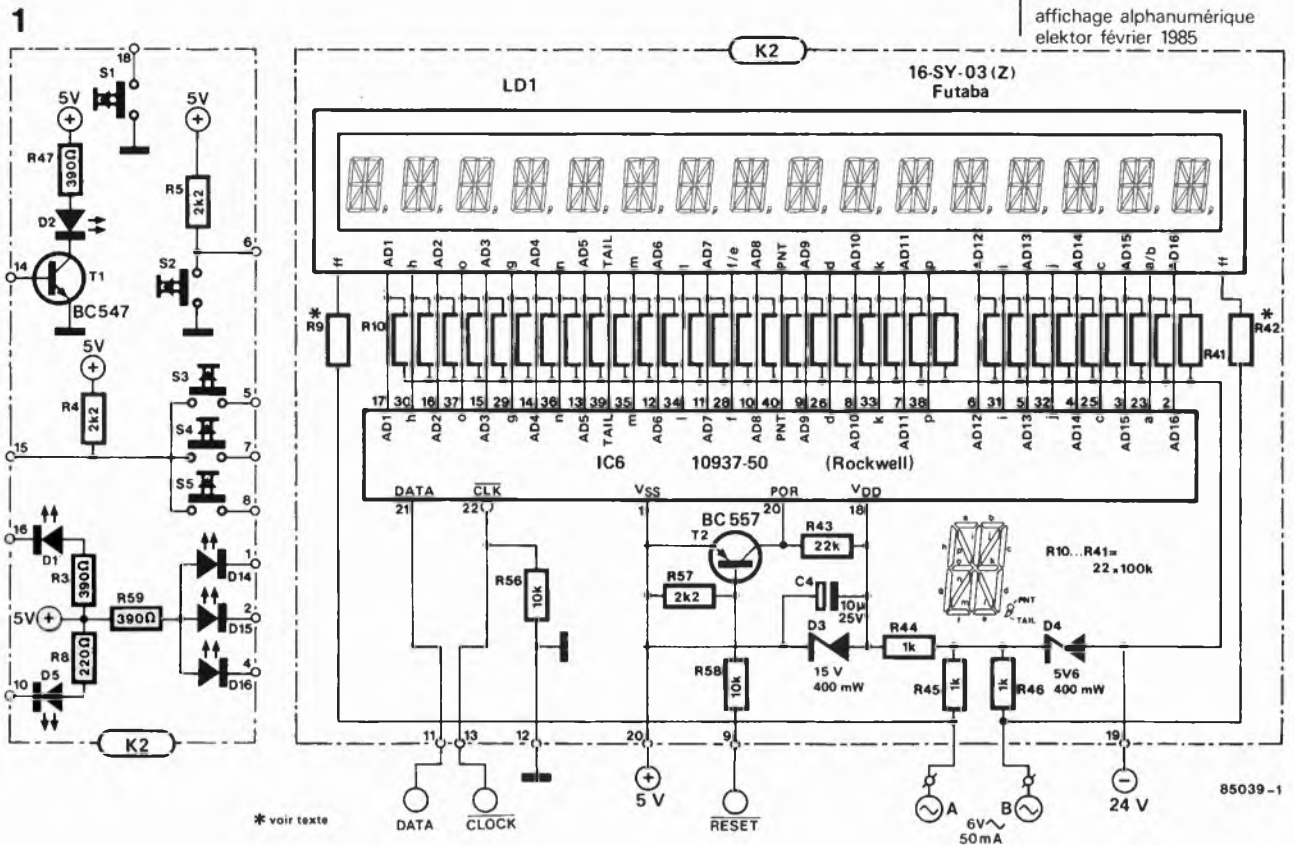 1
affichage alphanumérique
elektor février 1985
K2
18
S1
5V
5V
R47
390Ω
R5
2k2
D2
6
14
T1
S2
BC547
5V
S3
R4
2k2
5
S4
15
7
S5
8
16
D1
1
R3
390Ω
D14
R59
390Ω
5V
2
D15
R8
220Ω
4
D16
10
D5
K2
LD1
16-SY-03 (Z)
Futaba
ff AD1 h AD2 o AD3 g AD4 n AD5 TAIL m AD6 l AD7 f/e AD8 PNT AD9 d AD10 k AD11 p AD12 i AD13 j AD14 c AD15 a/b AD16 ff
* R9 R10 R41 * R42
17 30 16 37 15 29 14 36 13 39 35 12 34 11 28 10 40 9 26 8 33 7 38 6 31 5 32 4 25 3 23 2
AD1 h AD2 o AD3 g AD4 n AD5 TAIL m AD6 l AD7 f AD8 PNT AD9 d AD10 k AD11 p AD12 i AD13 j AD14 c AD15 a AD16
IC6 10937-50 (Rockwell)
DATA CLK VSS POR VDD
21 22 1 20 18
BC 557
T2
R43
22k
R10...R41=
22 x 100k
R56
10k
R57
2k2
C4
10µ
25V
PNT
TAIL
D3
15 V
400 mW
R44
1k
D4
5V6
400 mW
R58
10k
R45
1k
1k
R46
11 13 12 20 9 19
5 V
A
B
24 V
85039-1
* voir texte
DATA
CLOCK
RESET
6V∼
50mA